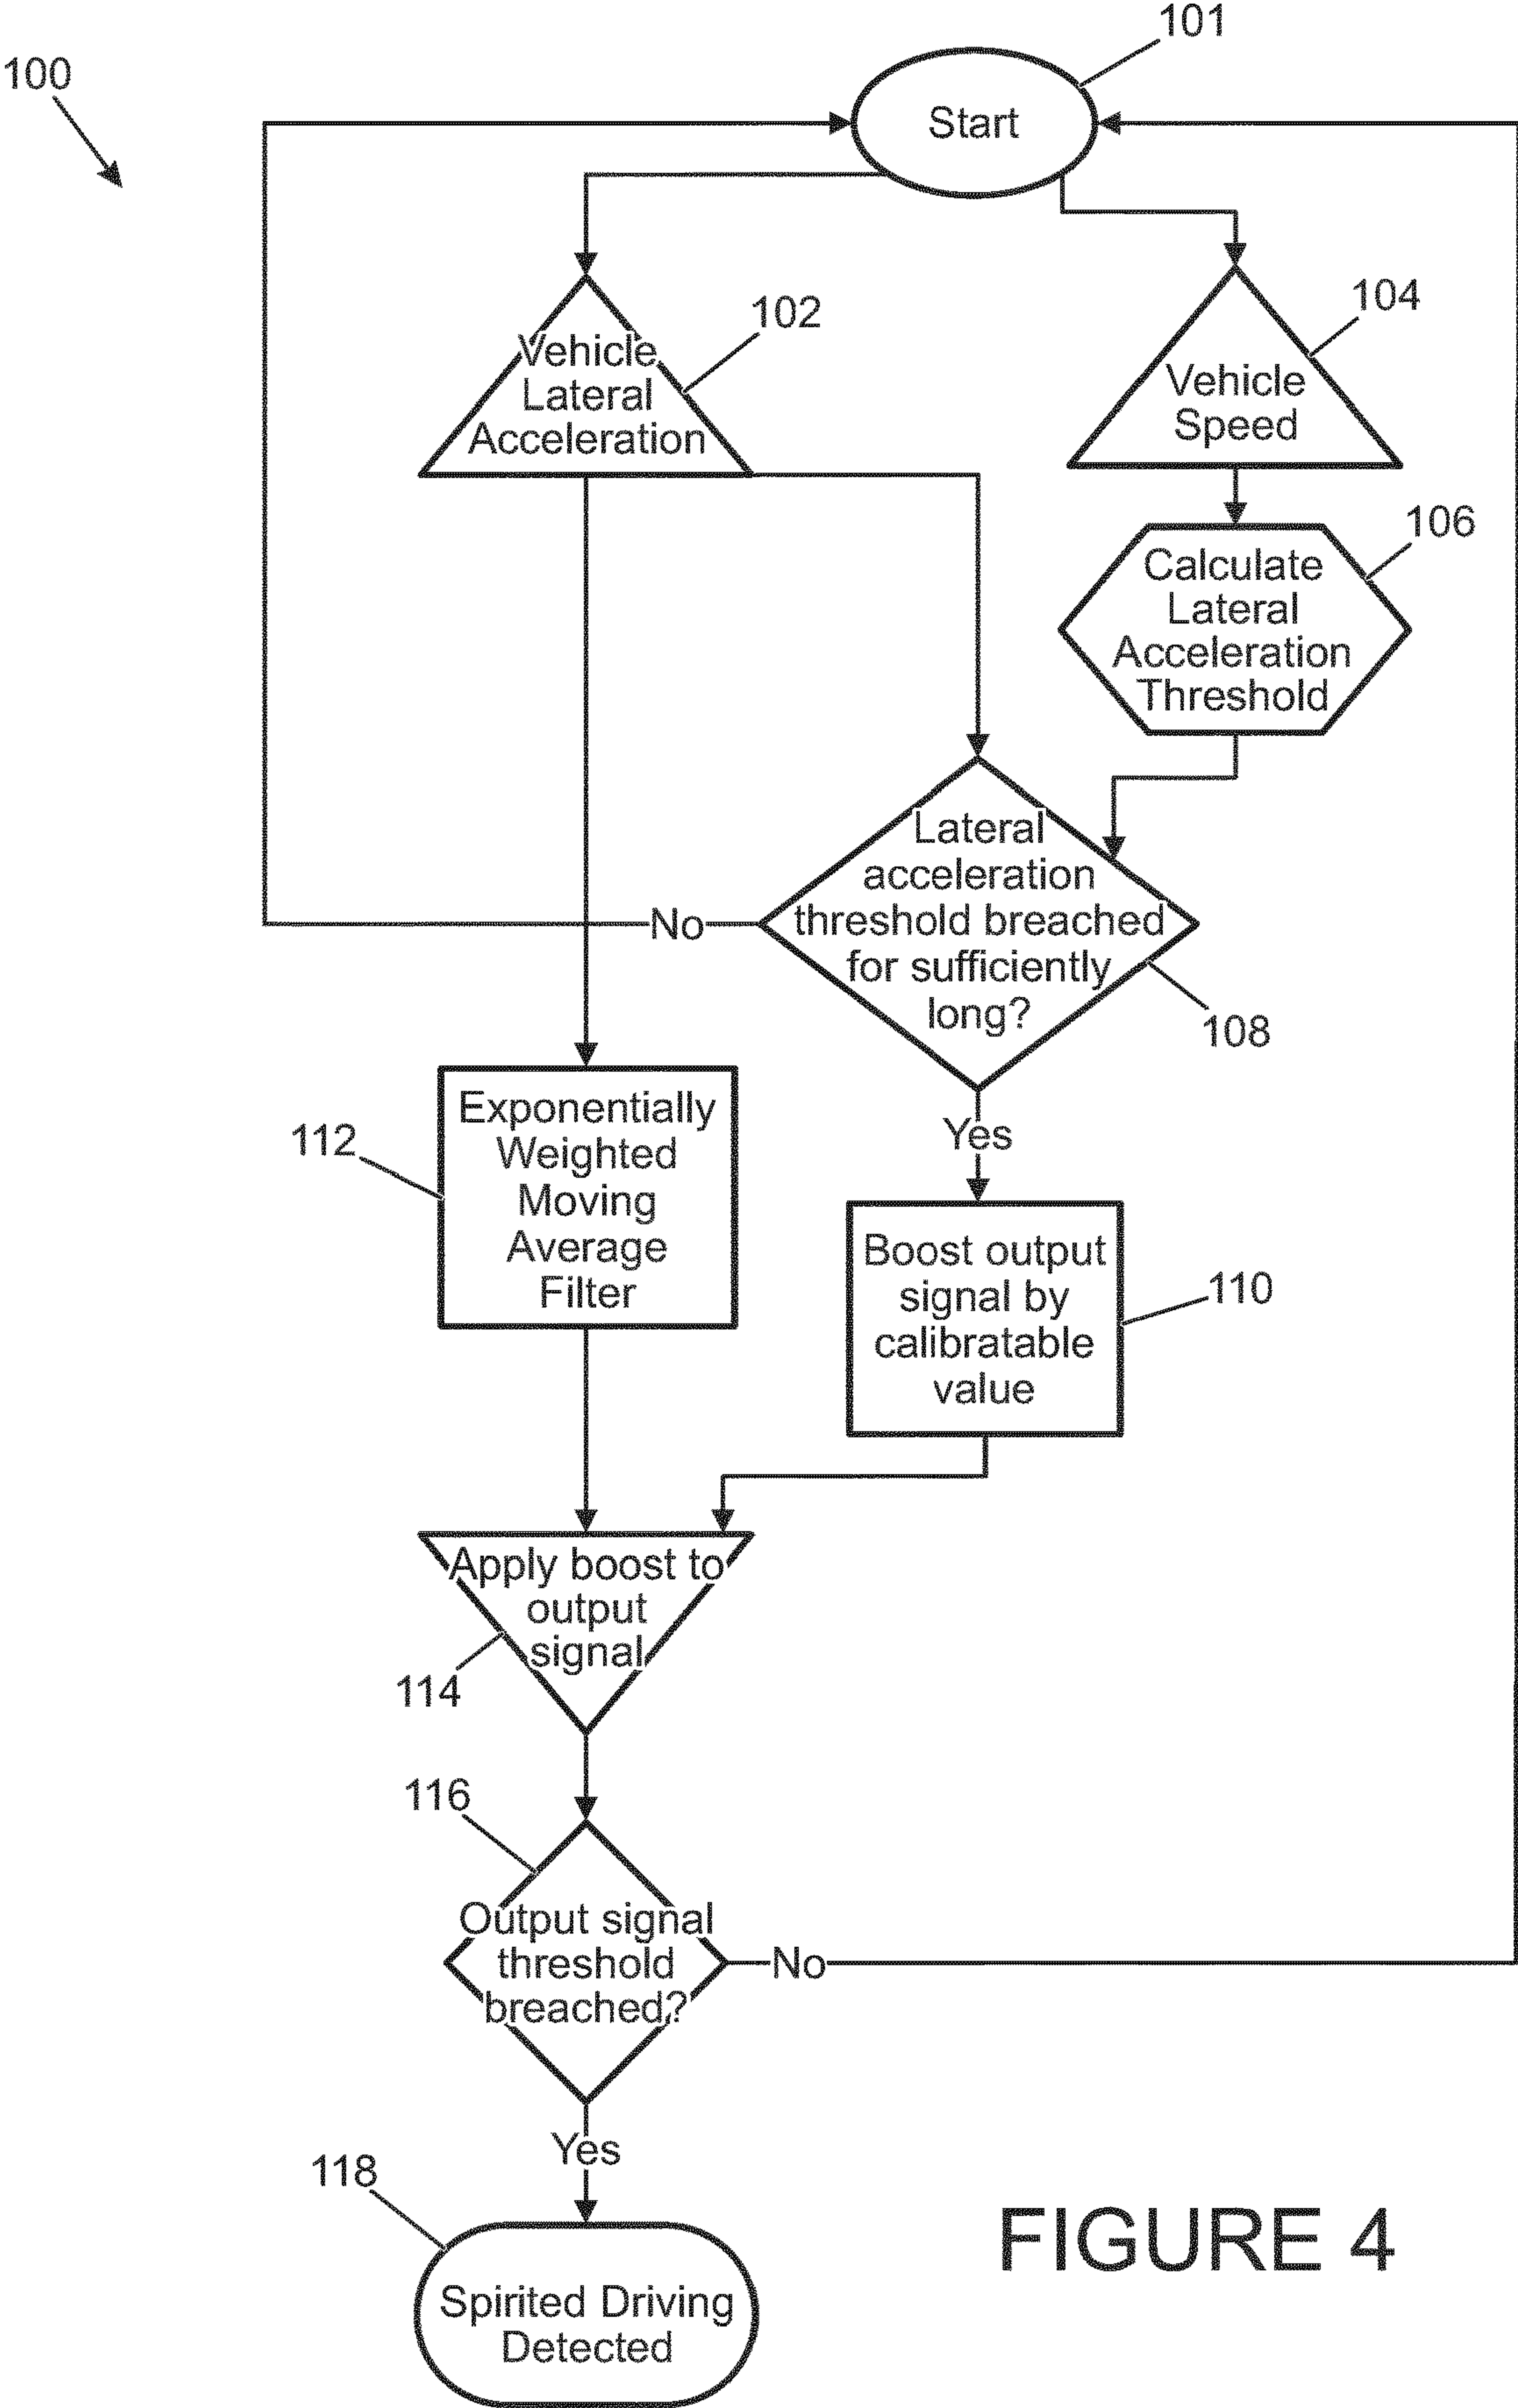 101
100
Start
102
Vehicle
Lateral
Acceleration
104
Vehicle
Speed
106
Calculate
Lateral
Acceleration
Threshold
Lateral
acceleration
threshold breached
for sufficiently
long?
No
108
Yes
112
Exponentially
Weighted
Moving
Average
Filter
Boost output
signal by
calibratable
value
110
Apply boost to
output
signal
114
116
Output signal
threshold
breached?
No
Yes
118
Spirited Driving
Detected
FIGURE 4